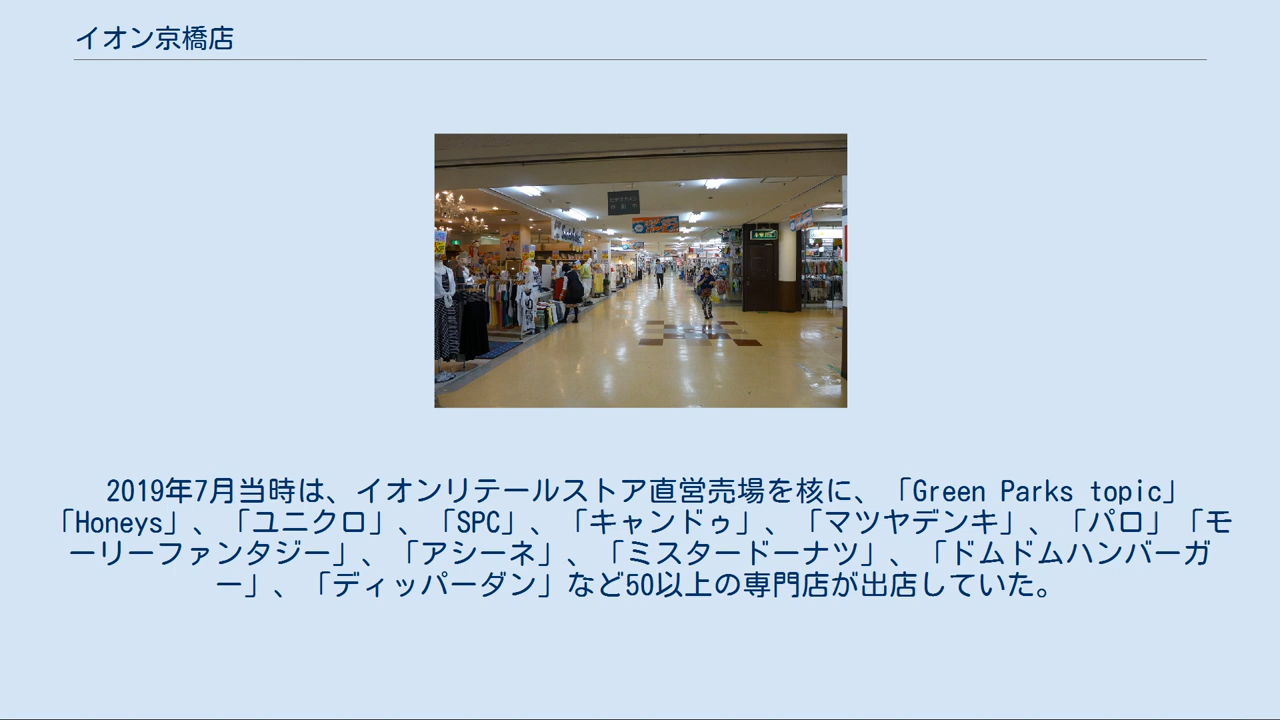 イオン京橋店
2019年7月当時は、イオンリテールストア直営売場を核に、「Green Parks topic」
「Honeys」、「ユニクロ」、「SPC」、「キャンドゥ」、「マツヤデンキ」、「パロ」「モ
ーリーファンタジー」、「アシーネ」、「ミスタードーナツ」、「ドムドムハンバーガ
ー」、「ディッパーダン」など50以上の専門店が出店していた。